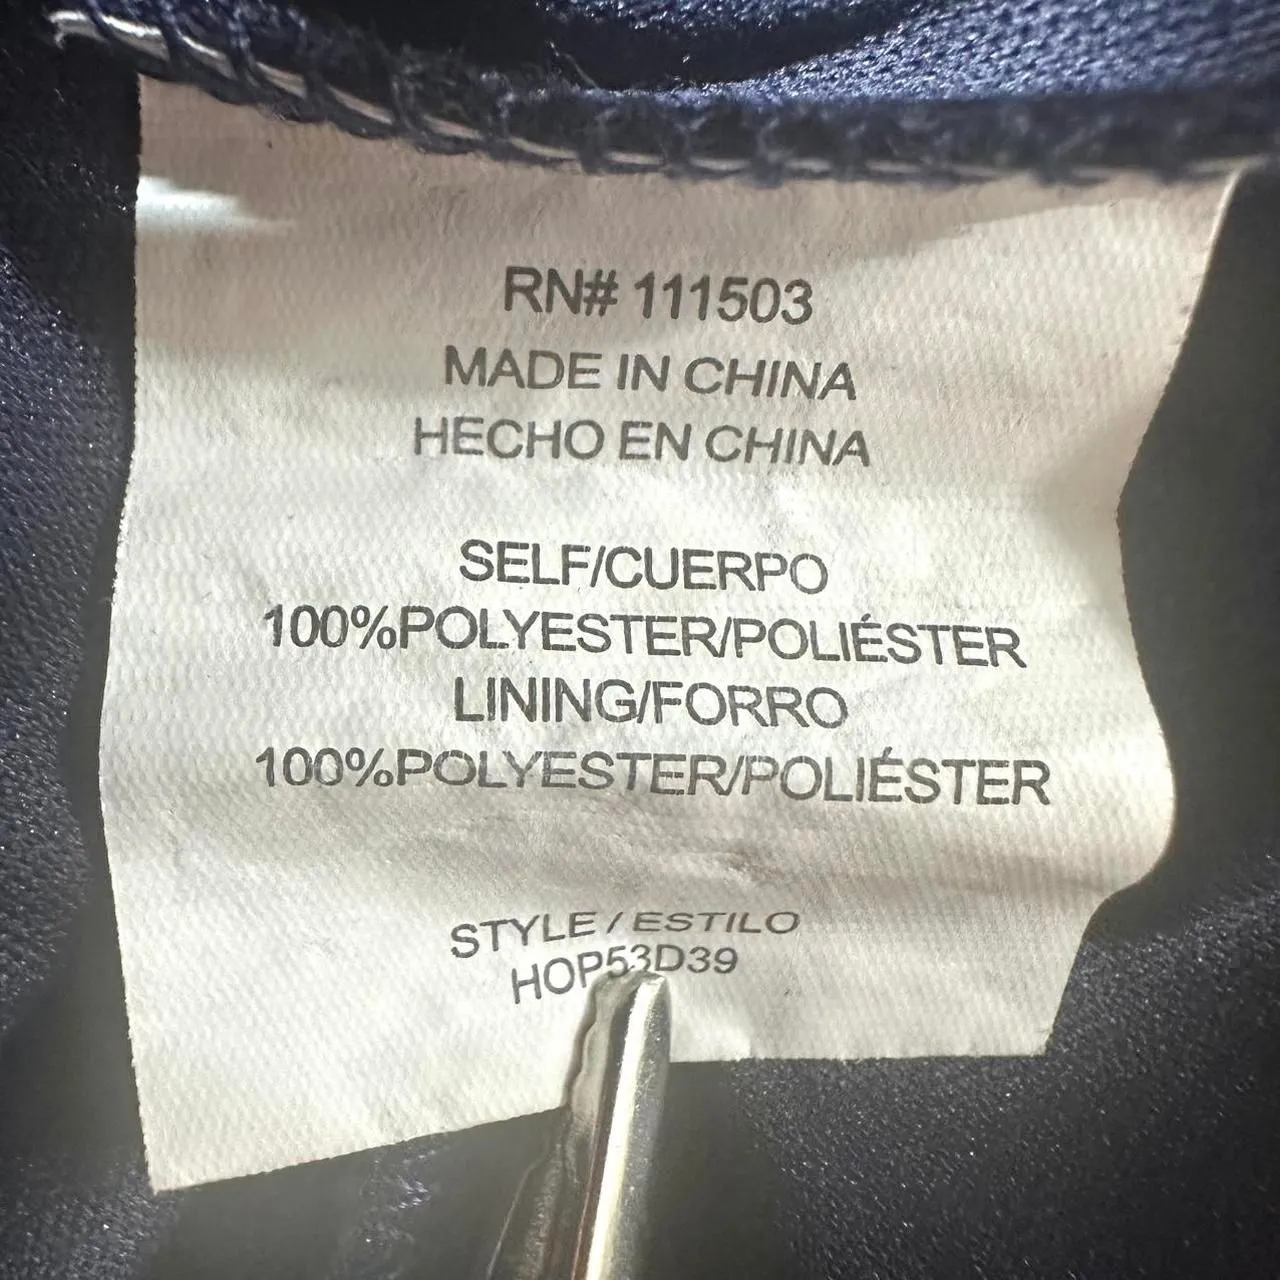 RN# 111503
MADE IN CHINA
HECHO EN CHINA
SELF/CUERPO
100%POLYESTER/POLIÉSTER
LINING/FORRO
100%POLYESTER/POLIÉSTER
STYLE / ESTILO
HOP53D39